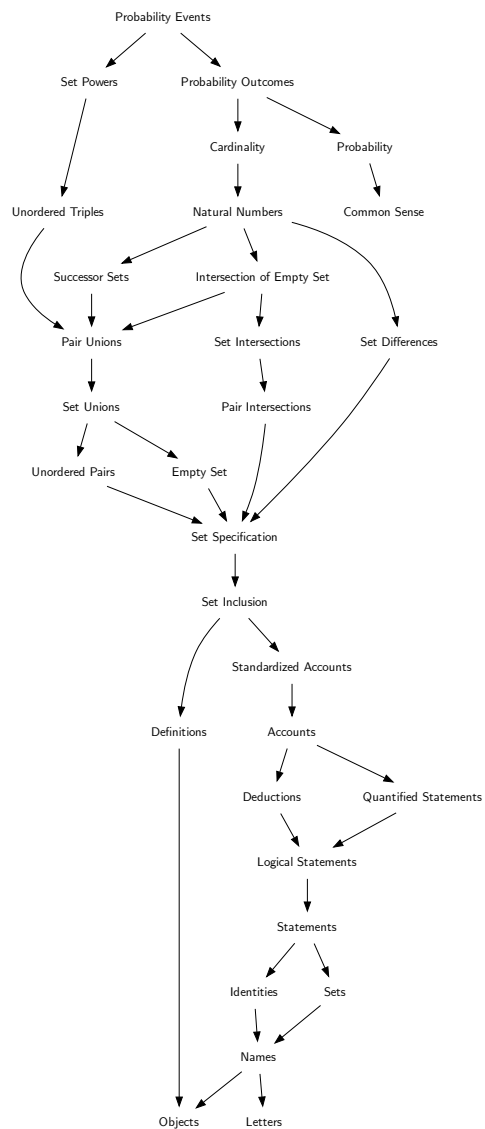 Probability Events
Set Powers
Probability Outcomes
Cardinality
Probability
Unordered Triples
Natural Numbers
Common Sense
Successor Sets
Intersection of Empty Set
Pair Unions
Set Intersections
Set Differences
Set Unions
Pair Intersections
Unordered Pairs
Empty Set
Set Specification
Set Inclusion
Standardized Accounts
Definitions
Accounts
Deductions
Quantified Statements
Logical Statements
Statements
Identities
Sets
Names
Objects
Letters